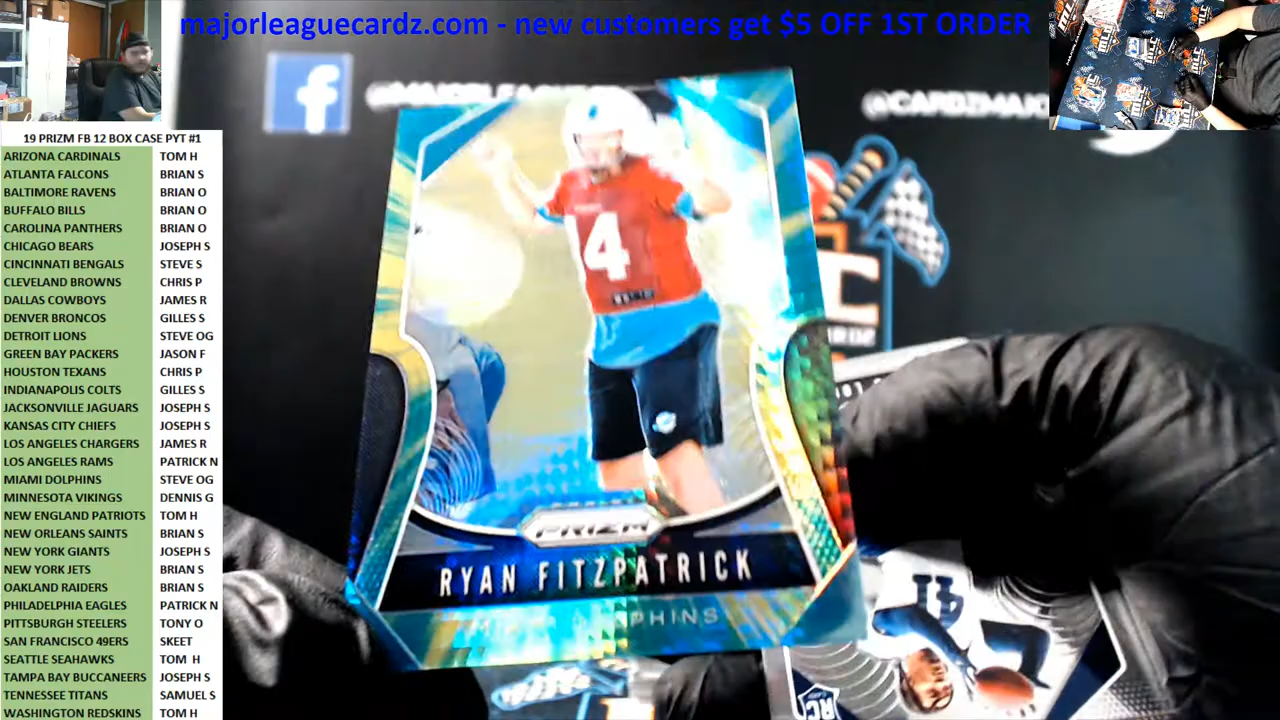 majorleaguecardz.com - new customers get $5 OFF 1ST ORDER
19 PRIZM FB 12 BOX CASE PYT #1
ARIZONA CARDINALS TOM H
ATLANTA FALCONS BRIAN S
BALTIMORE RAVENS BRIAN O
BUFFALO BILLS BRIAN O
CAROLINA PANTHERS BRIAN O
CHICAGO BEARS JOSEPH S
CINCINNATI BENGALS STEVE S
CLEVELAND BROWNS CHRIS P
DALLAS COWBOYS JAMES R
DENVER BRONCOS GILLES S
DETROIT LIONS STEVE OG
GREEN BAY PACKERS JASON F
HOUSTON TEXANS CHRIS P
INDIANAPOLIS COLTS GILLES S
JACKSONVILLE JAGUARS JOSEPH S
KANSAS CITY CHIEFS JOSEPH S
LOS ANGELES CHARGERS JAMES R
LOS ANGELES RAMS PATRICK N
MIAMI DOLPHINS STEVE OG
MINNESOTA VIKINGS DENNIS G
NEW ENGLAND PATRIOTS TOM H
NEW ORLEANS SAINTS BRIAN S
NEW YORK GIANTS JOSEPH S
NEW YORK JETS BRIAN S
OAKLAND RAIDERS BRIAN S
PHILADELPHIA EAGLES PATRICK N
PITTSBURGH STEELERS TONY O
SAN FRANCISCO 49ERS SKEET
SEATTLE SEAHAWKS TOM H
TAMPA BAY BUCCANEERS JOSEPH S
TENNESSEE TITANS SAMUEL S
WASHINGTON REDSKINS TOM H
f
@CARDZMAJ
14
PRIZM
RYAN FITZPATRICK
MIAMI DOLPHINS
41
RC